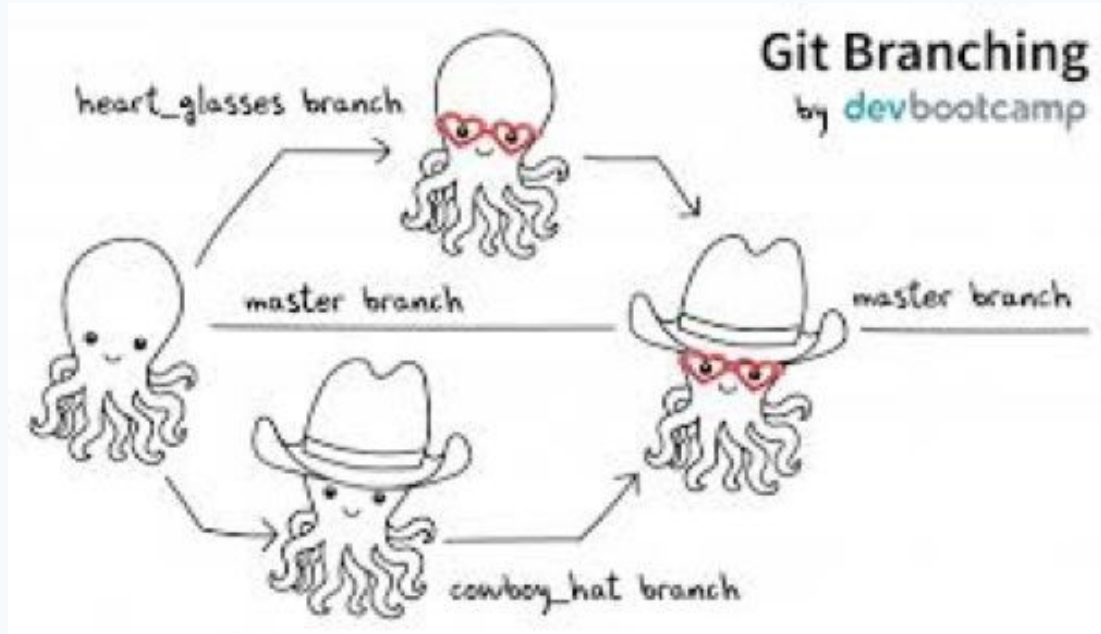 Git Branching
by devbootcamp
heart_glasses branch
master branch
master branch
cowboy_hat branch